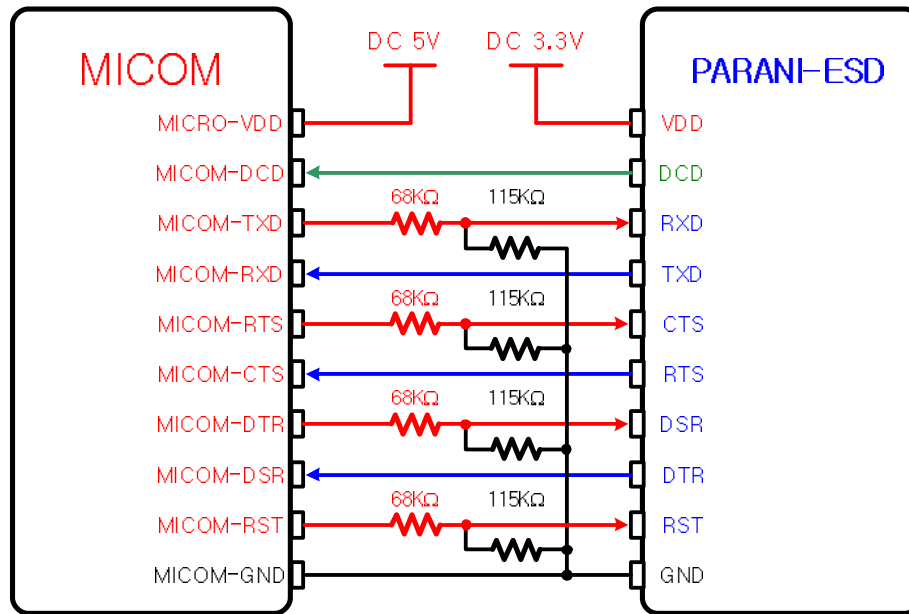 DC 5V DC 3.3V
MICOM PARANI-ESD
MICRO-VDD VDD
MICOM-DCD DCD
68KΩ 115KΩ
MICOM-TXD RXD
MICOM-RXD TXD
68KΩ 115KΩ
MICOM-RTS CTS
MICOM-CTS RTS
68KΩ 115KΩ
MICOM-DTR DSR
MICOM-DSR DTR
68KΩ 115KΩ
MICOM-RST RST
MICOM-GND GND